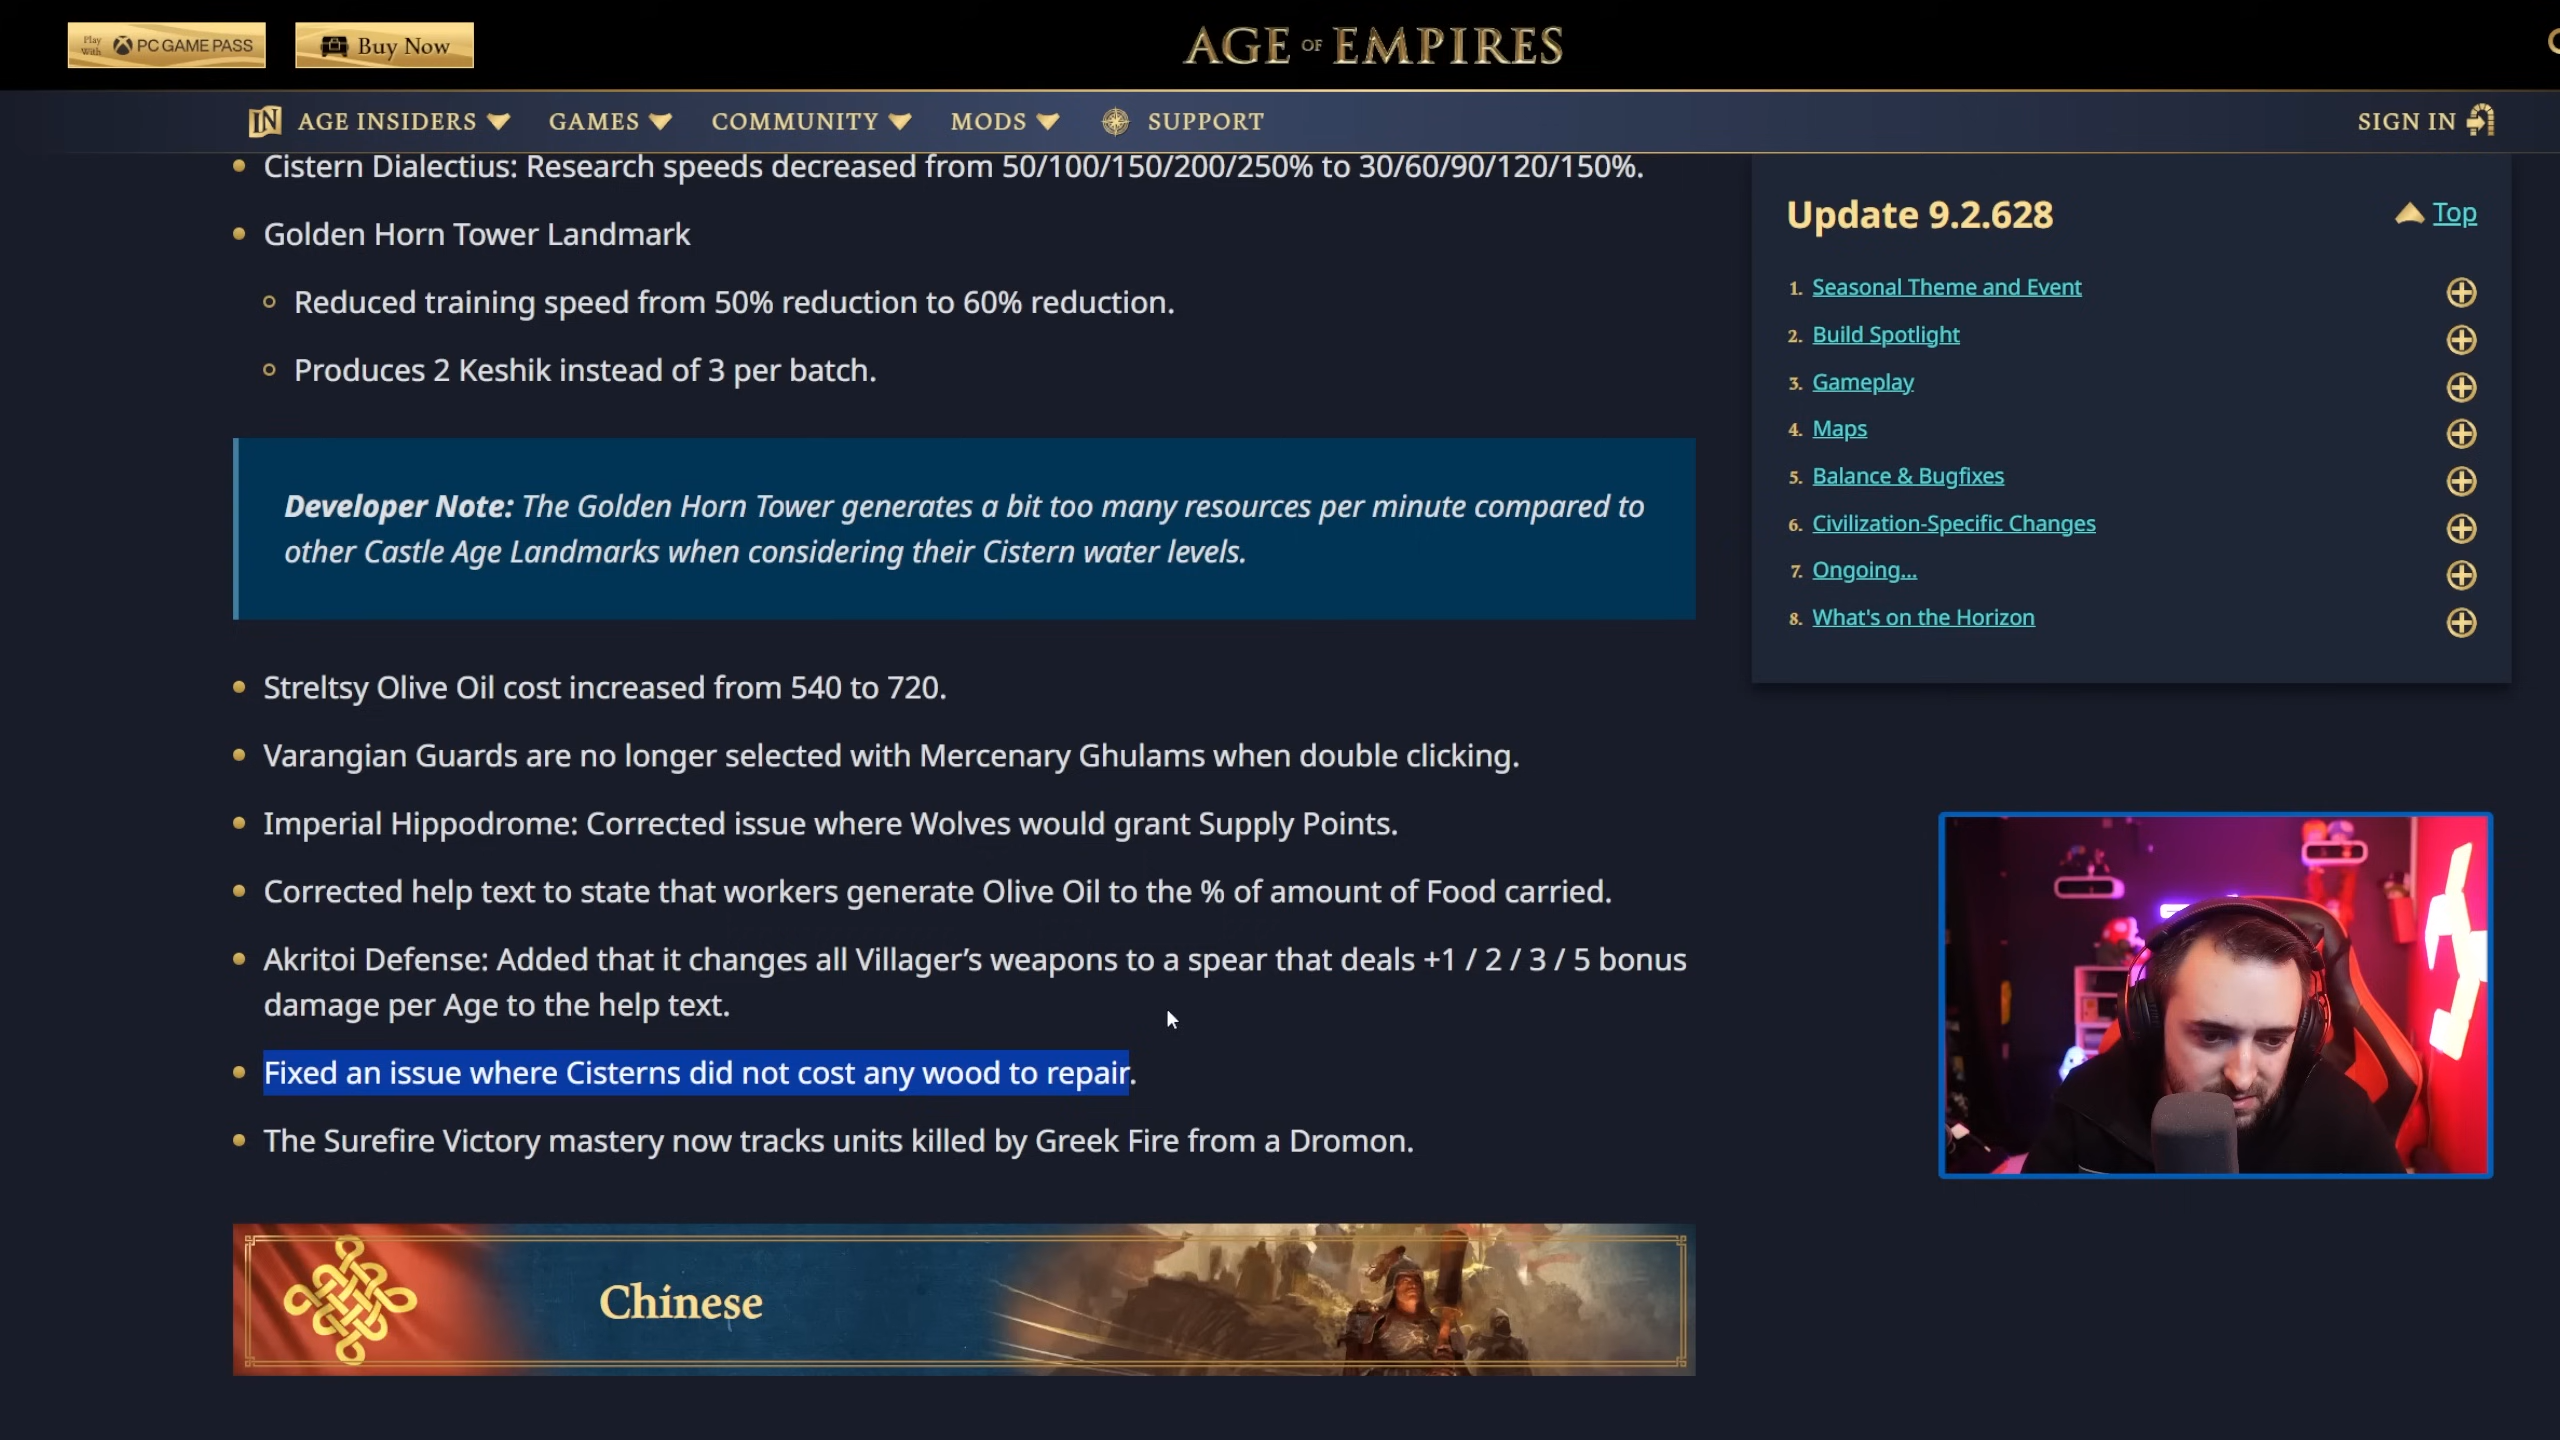 Play With PC GAME PASS
Buy Now
AGE OF EMPIRES
IN AGE INSIDERS
GAMES
COMMUNITY
MODS
SUPPORT
SIGN IN
Cistern Dialectius: Research speeds decreased from 50/100/150/200/250% to 30/60/90/120/150%.
Golden Horn Tower Landmark
Reduced training speed from 50% reduction to 60% reduction.
Produces 2 Keshik instead of 3 per batch.
Developer Note: The Golden Horn Tower generates a bit too many resources per minute compared to
other Castle Age Landmarks when considering their Cistern water levels.
Streltsy Olive Oil cost increased from 540 to 720.
Varangian Guards are no longer selected with Mercenary Ghulams when double clicking.
Imperial Hippodrome: Corrected issue where Wolves would grant Supply Points.
Corrected help text to state that workers generate Olive Oil to the % of amount of Food carried.
Akritoi Defense: Added that it changes all Villager’s weapons to a spear that deals +1 / 2 / 3 / 5 bonus
damage per Age to the help text.
Fixed an issue where Cisterns did not cost any wood to repair.
The Surefire Victory mastery now tracks units killed by Greek Fire from a Dromon.
Chinese
Update 9.2.628
Top
1. Seasonal Theme and Event
2. Build Spotlight
3. Gameplay
4. Maps
5. Balance & Bugfixes
6. Civilization-Specific Changes
7. Ongoing...
8. What's on the Horizon